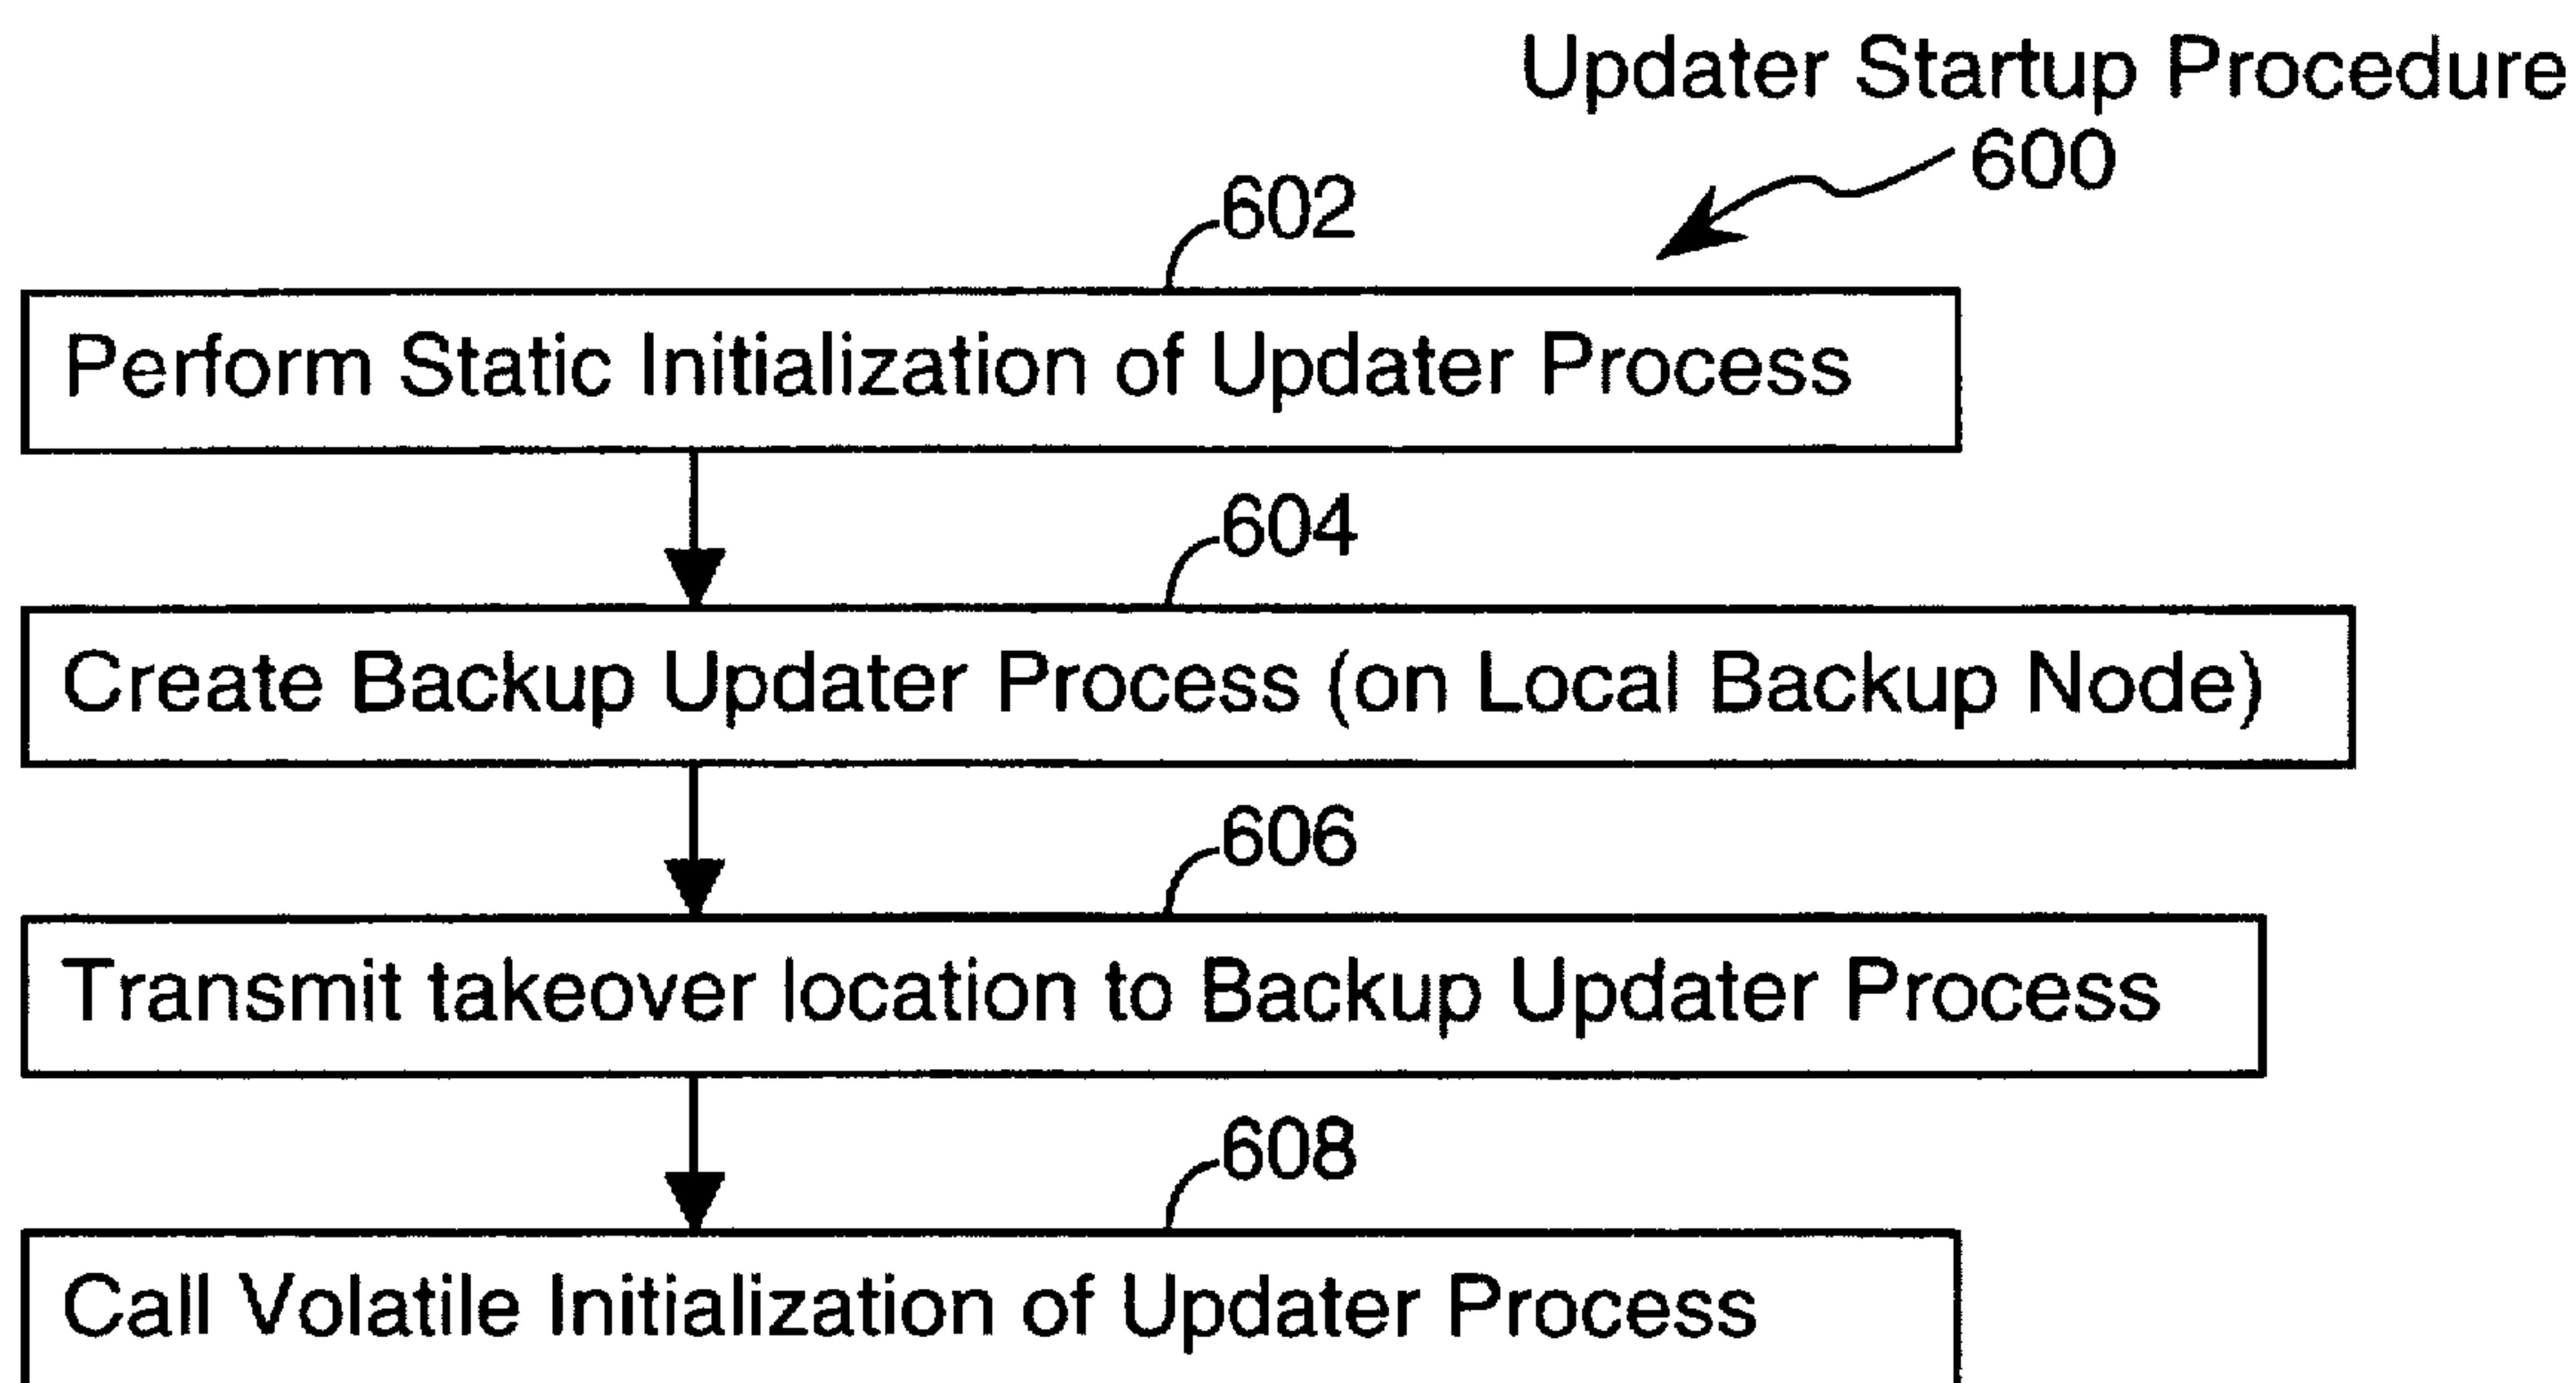 Updater Startup Procedure
600
602
Perform Static Initialization of Updater Process
604
Create Backup Updater Process (on Local Backup Node)
606
Transmit takeover location to Backup Updater Process
608
Call Volatile Initialization of Updater Process